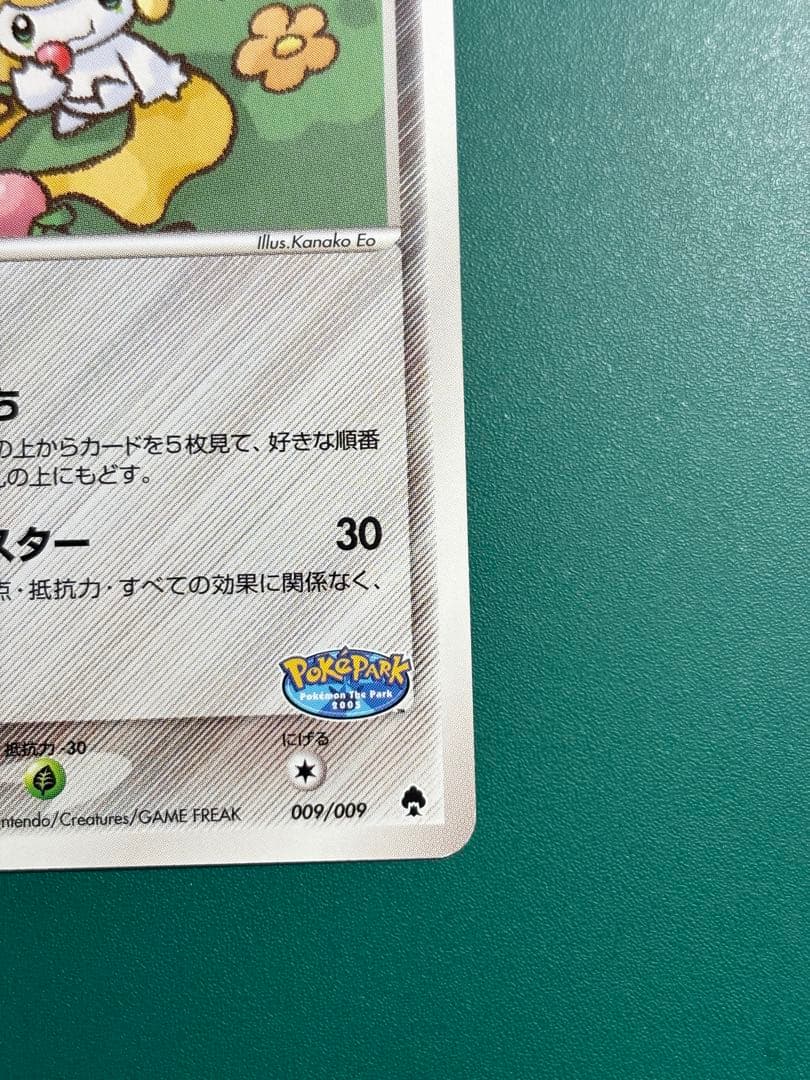 Illus.Kanako Eo
ち
の上からカードを5枚見て、好きな順番
の上にもどす。
スター 30
点・抵抗力・すべての効果に関係なく、
POKéPARK
Pokémon The Park
2005
TM
抵抗力 -30
にげる
ntendo/Creatures/GAME FREAK
009/009